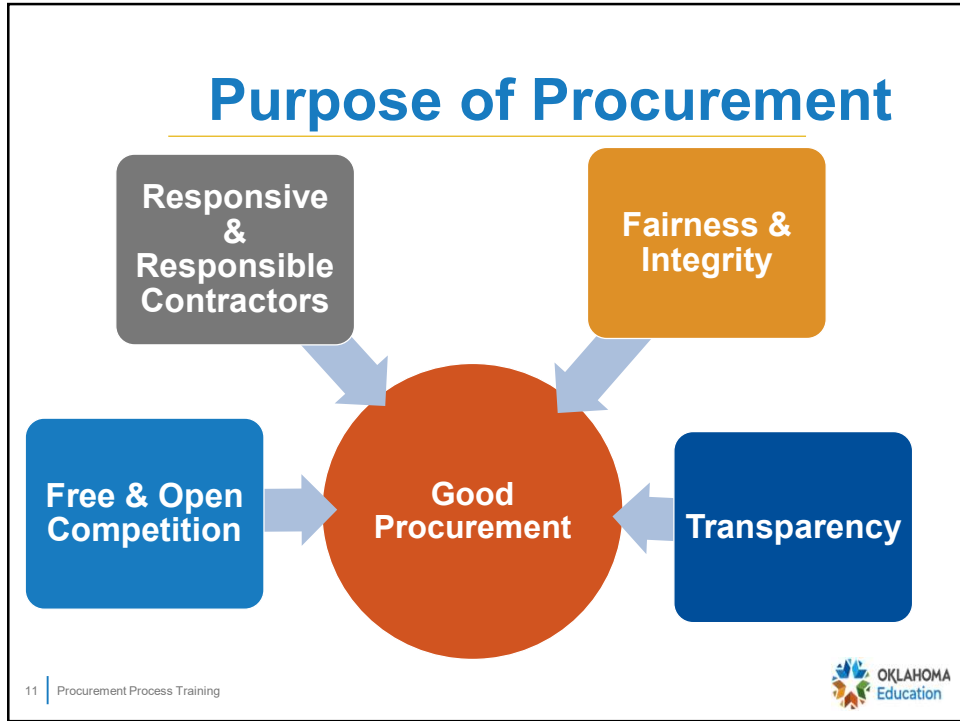 Purpose of Procurement
Responsive
&
Responsible
Contractors
Fairness &
Integrity
Free & Open
Competition
Good
Procurement
Transparency
11 Procurement Process Training
OKLAHOMA
Education